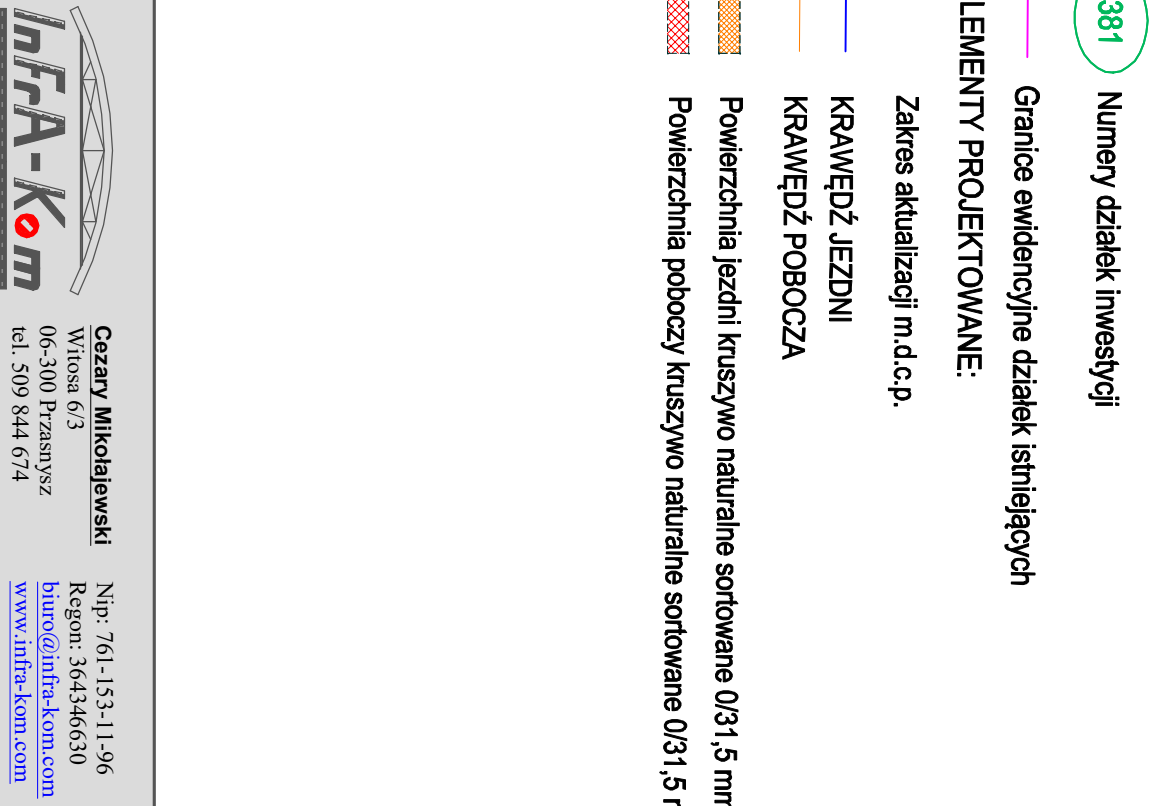 381 Numery działek inwestycji
Granice ewidencyjne działek istniejących
LEMENTY PROJEKTOWANE:
Zakres aktualizacji m.d.c.p.
KRAWĘDŹ JEZDNI
KRAWĘDŹ POBOCZA
Powierzchnia jezdni kruszywo naturalne sortowane 0/31,5 mm
Powierzchnia poboczy kruszywo naturalne sortowane 0/31,5
InFrA-Kom
Cezary Mikołajewski
Witosa 6/3
06-300 Przasnysz
tel. 509 844 674
Nip: 761-153-11-96
Regon: 364346630
biuro@infra-kom.com
www.infra-kom.com